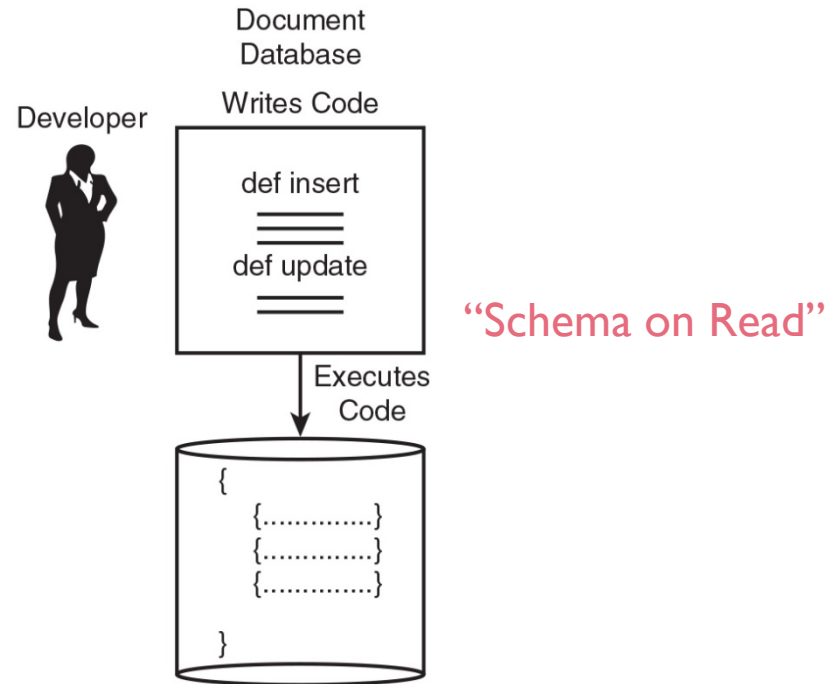 Document
Database
Writes Code
Developer
def insert
def update
“Schema on Read”
Executes
Code
{
{..............}
{..............}
{..............}
}